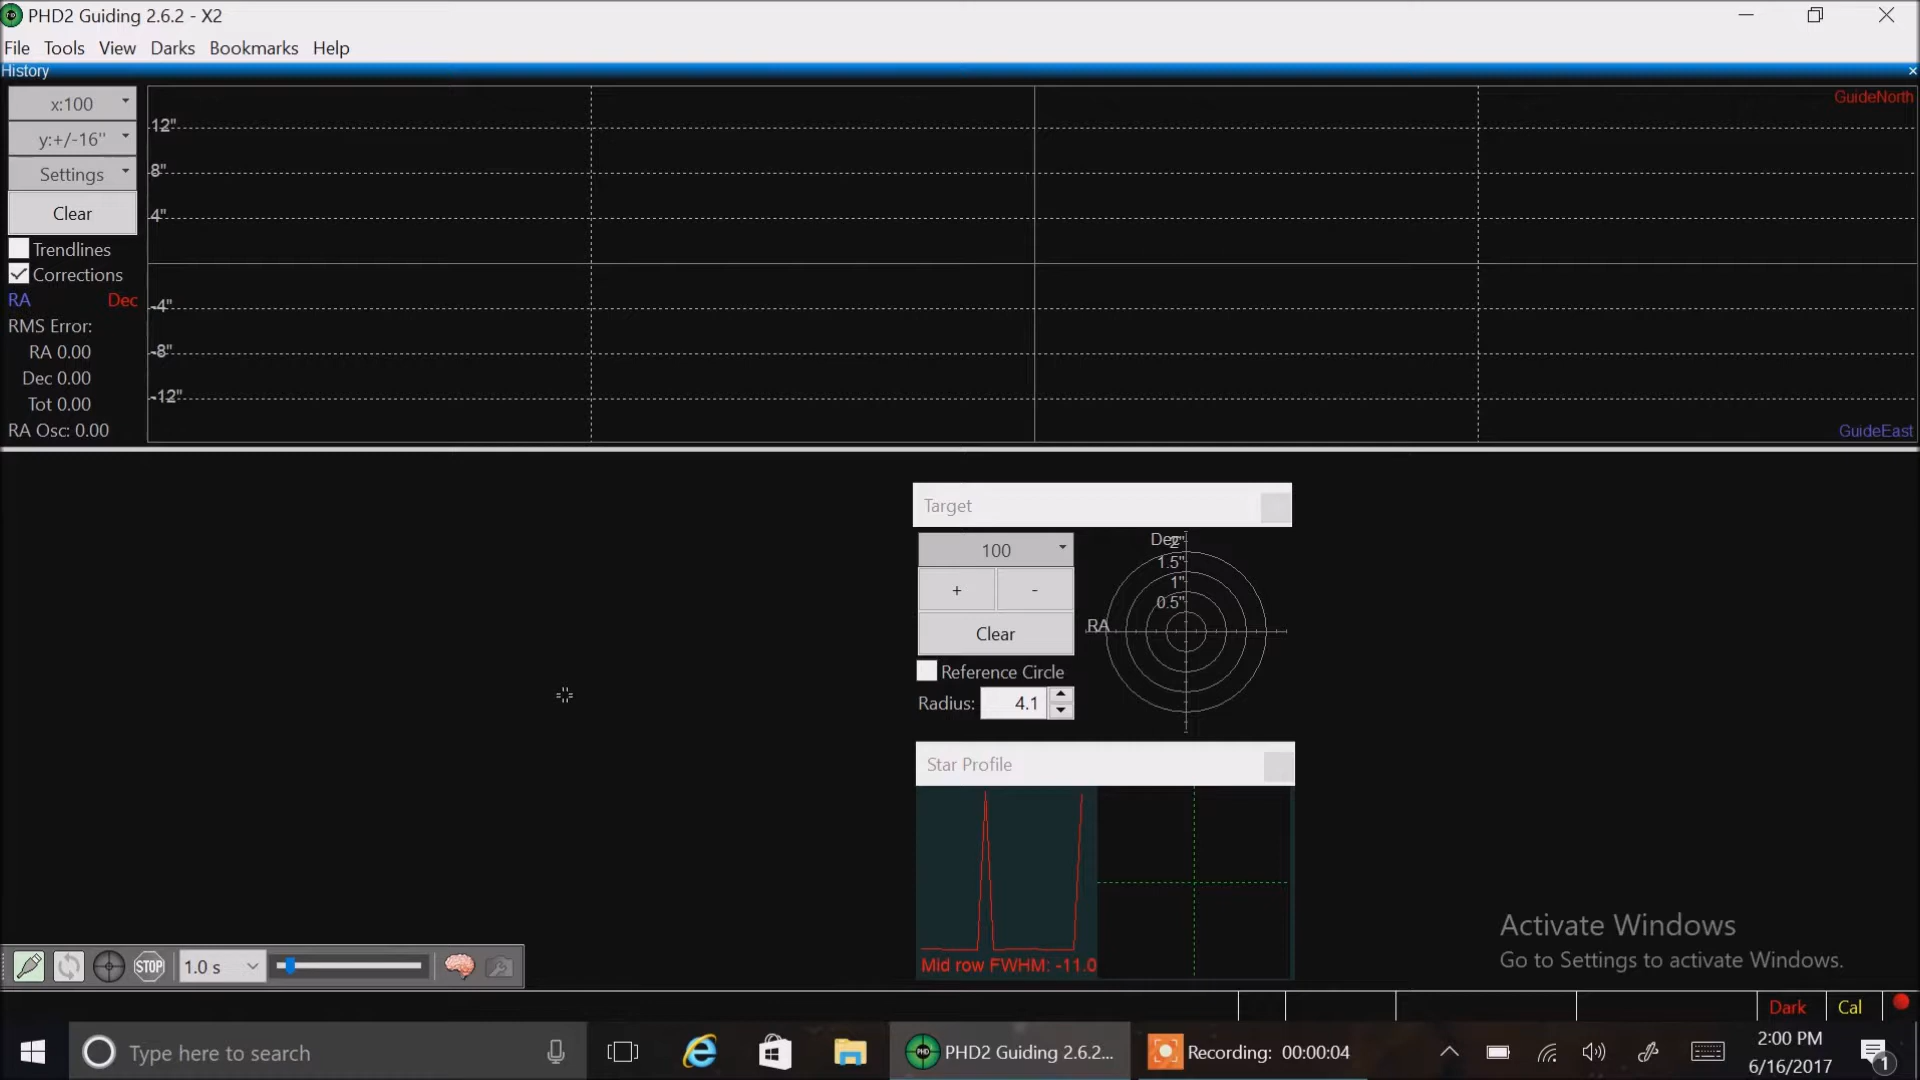 PHD2 Guiding 2.6.2 - X2
File Tools View Darks Bookmarks Help
History
x:100
y:+/-16"
Settings
Clear
Trendlines
Corrections
RA Dec
RMS Error:
RA 0.00
Dec 0.00
Tot 0.00
RA Osc: 0.00
12"
8"
4"
-4"
-8"
-12"
GuideNorth
GuideEast
Target
100
+ -
Clear
Reference Circle
Radius: 4.1
Dec
2"
1.5"
1"
0.5"
RA
Star Profile
Mid row FWHM: -11.0
Activate Windows
Go to Settings to activate Windows.
STOP
1.0 s
Dark Cal
Type here to search
PHD
PHD2 Guiding 2.6.2...
Recording: 00:00:04
2:00 PM
6/16/2017
1